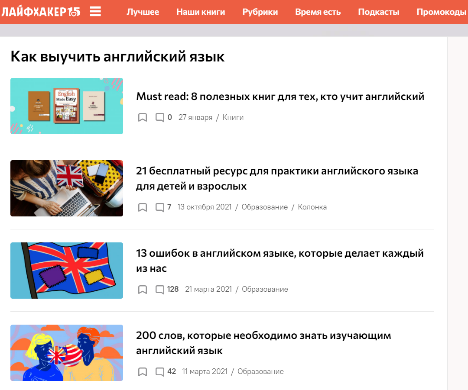 ЛАЙФХАКЕР 15
Лучшее Наши книги Рубрики Время есть Подкасты Промокоды
Как выучить английский язык
English
Made Easy
Must read: 8 полезных книг для тех, кто учит английский
0 27 января / Книги
21 бесплатный ресурс для практики английского языка
для детей и взрослых
7 13 октября 2021 / Образование / Колонка
13 ошибок в английском языке, которые делает каждый
из нас
128 21 марта 2021 / Образование
200 слов, которые необходимо знать изучающим
английский язык
42 11 марта 2021 / Образование